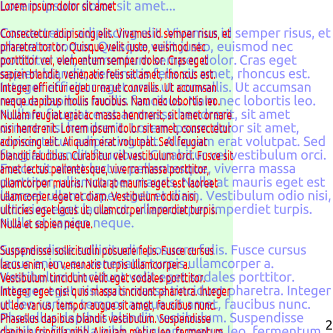 Lorem ipsum dolor sit amet
Consectetur adipiscing elit. Vivamus id semper risus, et
pharetra tortor. Quisque velit justo, euismod nec
porttitor vel, elementum semper dolor. Cras eget
sapien blandit, venenatis felis sit amet, rhoncus est.
Integer efficitur eget urna ut convallis. Ut accumsan
neque dapibus mollis faucibus. Nam nec lobortis leo.
Nullam feugiat erat ac massa hendrerit, sit amet ornare
nisi hendrerit. Lorem ipsum dolor sit amet, consectetur
adipiscing elit. Aliquam erat volutpat. Sed feugiat
blandit faucibus. Curabitur vel vestibulum orci. Fusce sit
amet lectus pellentesque, viverra massa porttitor,
ullamcorper mauris. Nulla at mauris eget est laoreet
ullamcorper eget et diam. Vestibulum odio nisi,
ultricies eget lacus ut, ullamcorper imperdiet turpis.
Nulla et sapien neque.
Suspendisse sollicitudin posuere felis. Fusce cursus
lacus enim, eu venenatis turpis ullamcorper a.
Vestibulum tincidunt velit eget sodales porttitor.
Integer eget nisl quis massa tincidunt pharetra. Integer
ut leo varius, tempor augue sit amet, faucibus nunc.
Phasellus dapibus blandit vestibulum. Suspendisse
dapibus fringilla nibh. Aliquam metus leo, fermentum
2